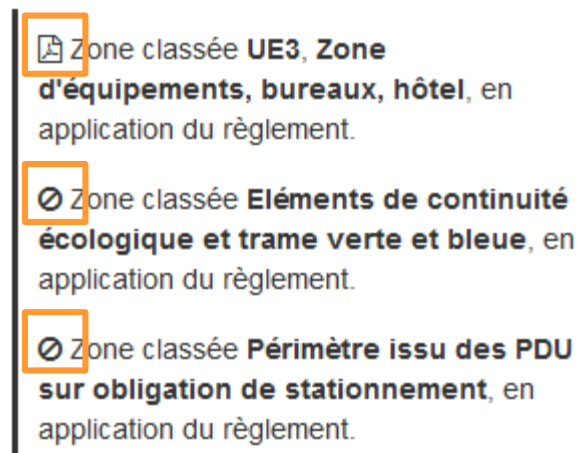 Zone classée UE3, Zone
d'équipements, bureaux, hôtel, en
application du règlement.
Zone classée Eléments de continuité
écologique et trame verte et bleue, en
application du règlement.
Zone classée Périmètre issu des PDU
sur obligation de stationnement, en
application du règlement.